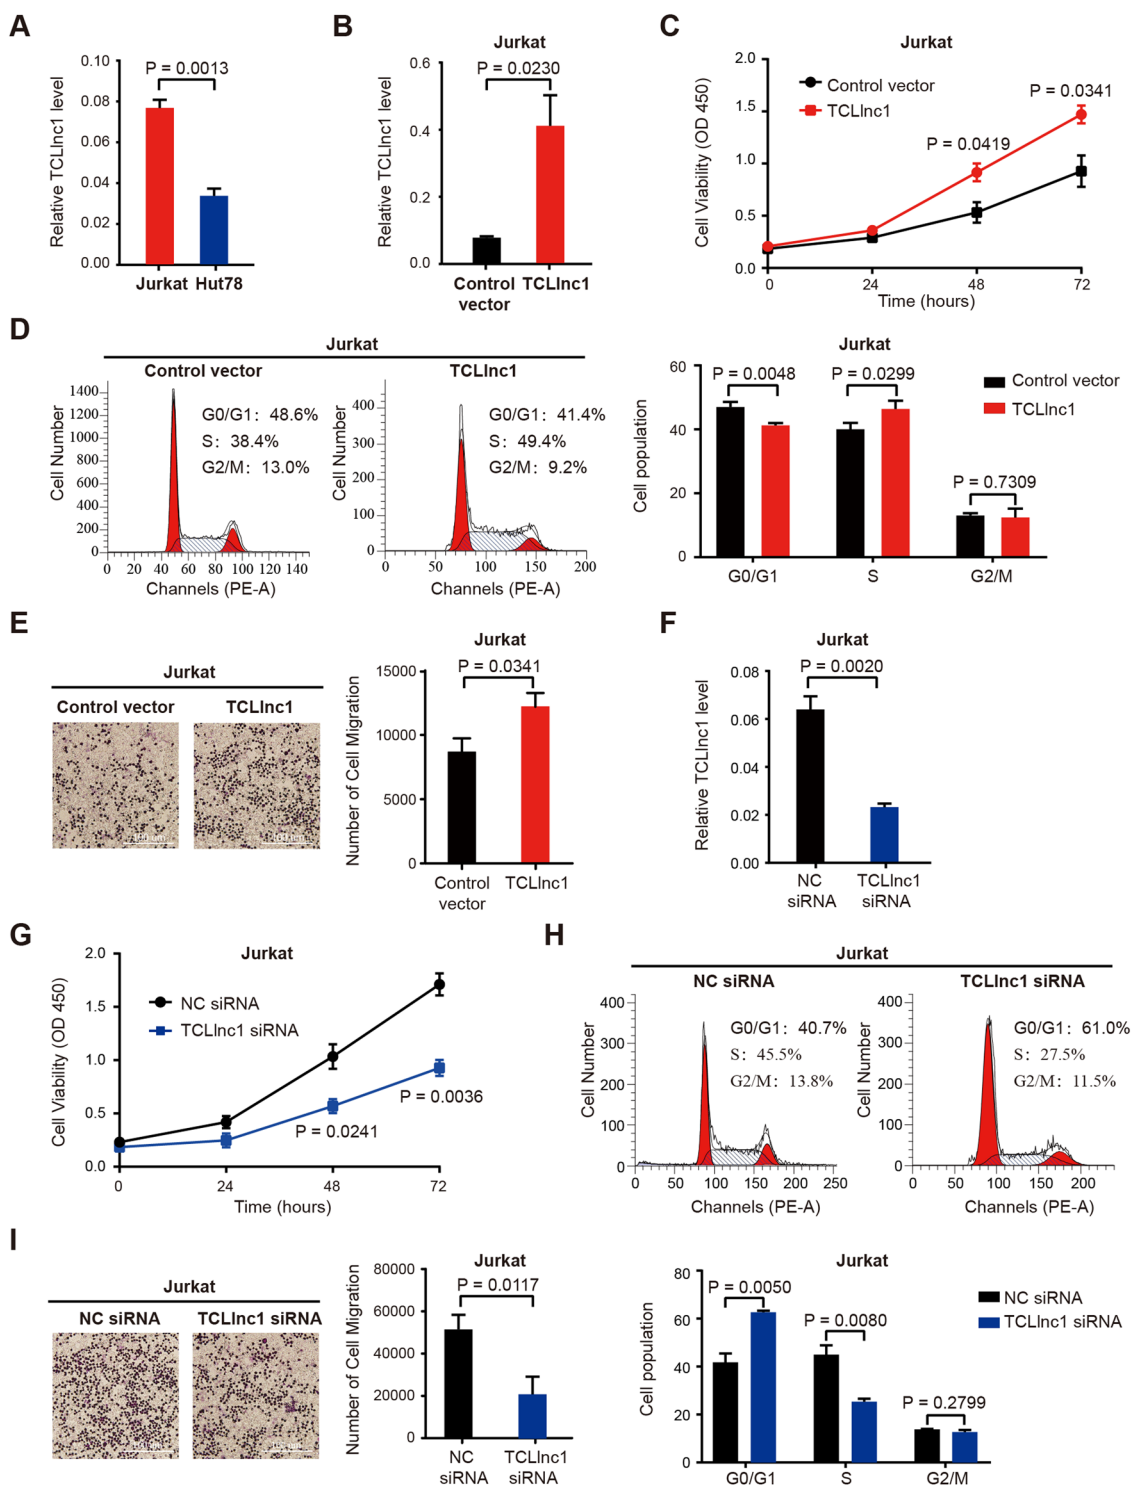 A
Relative TCLlnc1 level
0.10
0.08
0.06
0.04
0.02
0.00
P = 0.0013
Jurkat Hut78
B
Jurkat
Relative TCLlnc1 level
0.6
0.4
0.2
0.0
P = 0.0230
Control vector
TCLlnc1
C
Jurkat
Cell Viability (OD 450)
2.0
1.5
1.0
0.5
0.0
Control vector
TCLlnc1
P = 0.0419
P = 0.0341
0 24 48 72
Time (hours)
D
Jurkat
Control vector
Cell Number
1400
1200
1000
800
600
400
200
0
G0/G1: 48.6%
S: 38.4%
G2/M: 13.0%
0 20 40 60 80 100 120 140
Channels (PE-A)
TCLlnc1
Cell Number
400
300
200
100
0
G0/G1: 41.4%
S: 49.4%
G2/M: 9.2%
0 50 100 150 200
Channels (PE-A)
Jurkat
Cell population
60
40
20
0
P = 0.0048
P = 0.0299
P = 0.7309
Control vector
TCLlnc1
G0/G1 S G2/M
E
Jurkat
Control vector
TCLlnc1
Jurkat
Number of Cell Migration
15000
10000
5000
0
P = 0.0341
Control
vector
TCLlnc1
F
Jurkat
Relative TCLlnc1 level
0.08
0.06
0.04
0.02
0.00
P = 0.0020
NC
siRNA
TCLlnc1
siRNA
G
Jurkat
Cell Viability (OD 450)
2.0
1.5
1.0
0.5
0.0
NC siRNA
TCLlnc1 siRNA
P = 0.0241
P = 0.0036
0 24 48 72
Time (hours)
H
Jurkat
NC siRNA
Cell Number
400
300
200
100
0
G0/G1: 40.7%
S: 45.5%
G2/M: 13.8%
0 50 100 150 200 250
Channels (PE-A)
TCLlnc1 siRNA
Cell Number
400
300
200
100
0
G0/G1: 61.0%
S: 27.5%
G2/M: 11.5%
0 50 100 150 200
Channels (PE-A)
Jurkat
Cell population
80
60
40
20
0
P = 0.0050
P = 0.0080
P = 0.2799
NC siRNA
TCLlnc1 siRNA
G0/G1 S G2/M
I
Jurkat
NC siRNA
TCLlnc1 siRNA
Jurkat
Number of Cell Migration
80000
60000
40000
20000
0
P = 0.0117
NC
siRNA
TCLlnc1
siRNA